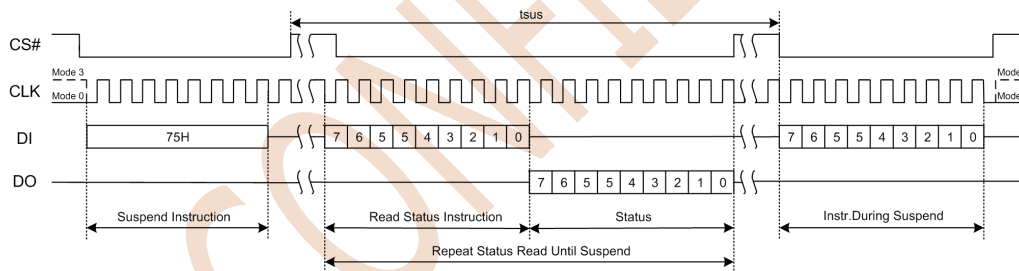 tsus
CS#
Mode 3
Mode
CLK
Mode 0
Mode
DI
75H
7 6 5 5 4 3 2 1 0
7 6 5 5 4 3 2 1 0
DO
7 6 5 5 4 3 2 1 0
Suspend Instruction
Read Status Instruction
Status
Instr.During Suspend
Repeat Status Read Until Suspend